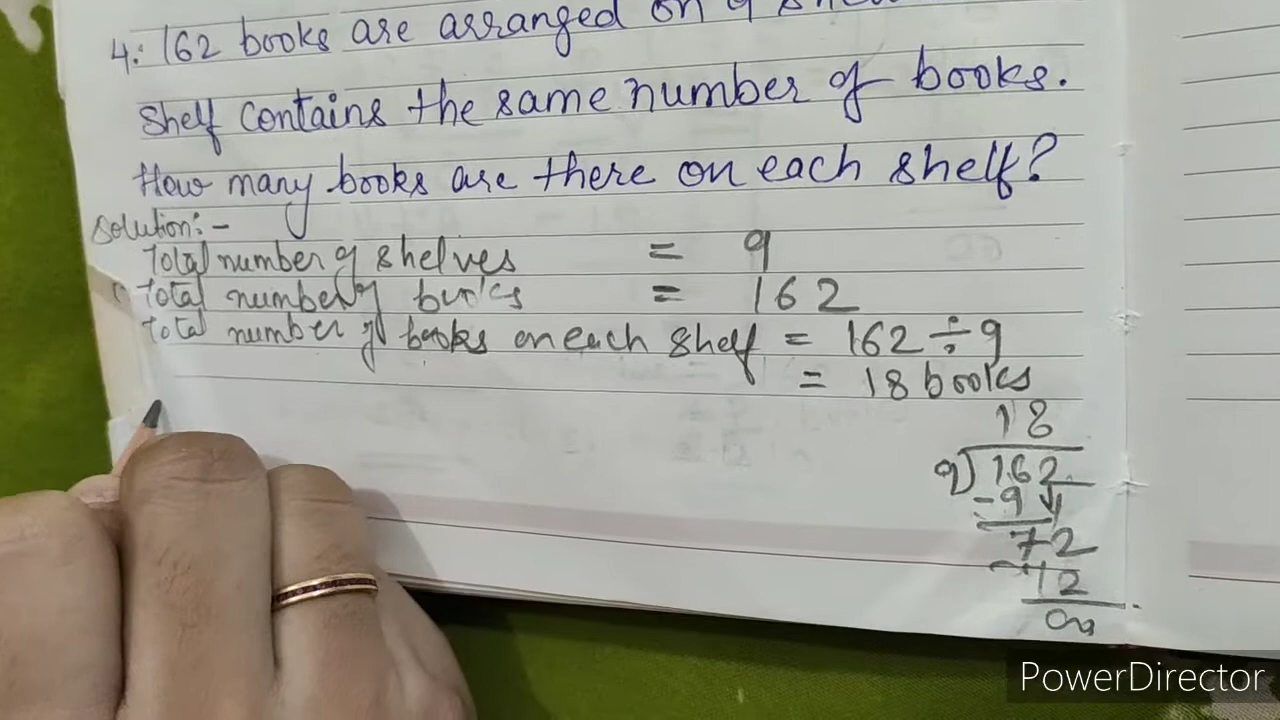 4: 162 books are arranged on 9
Shelf contains the same number of books.
How many books are there on each shelf?
Solution:-
Total number of shelves = 9
Total number of books = 162
Total number of books on each shelf = 162 ÷ 9
= 18 books
18
9)162
-9
72
-72
0
PowerDirector